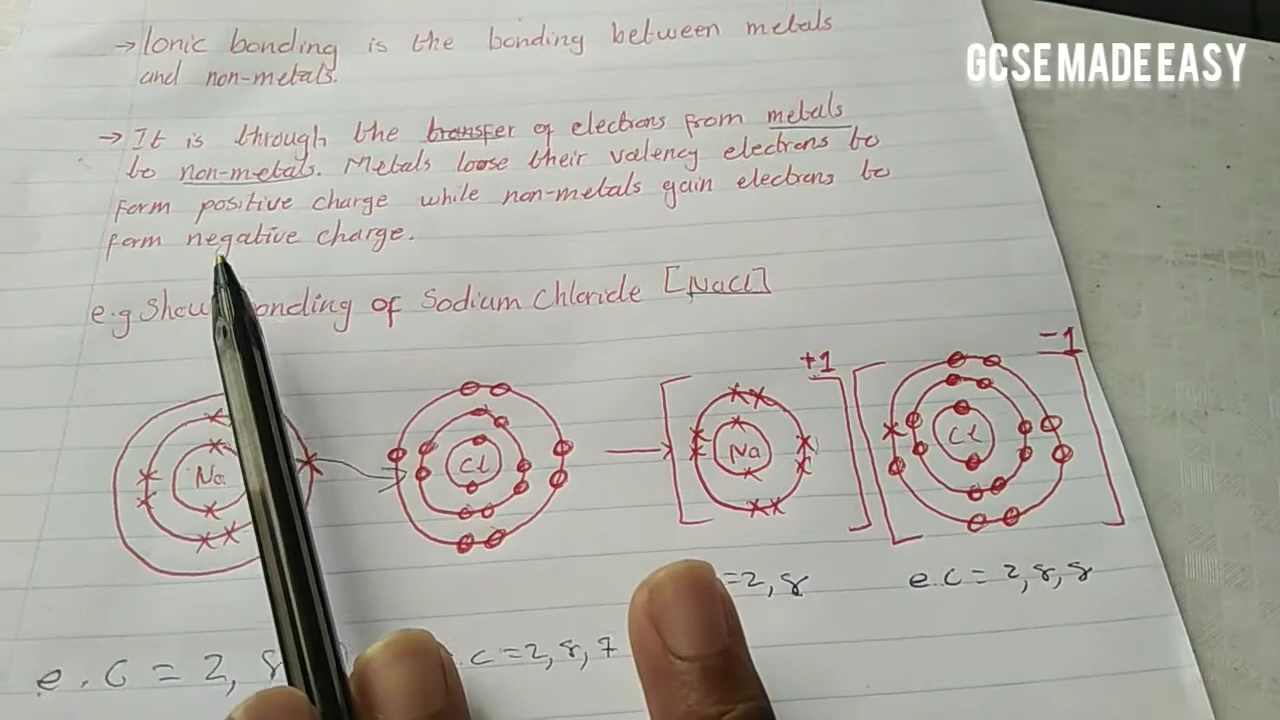 GCSE MADE EASY
→ Ionic bonding is the bonding between metals
and non-metals.
→ It is through the transfer of electrons from metals
to non-metals. Metals loose their valency electrons to
form positive charge while non-metals gain electrons to
form negative charge.
e.g Show bonding of Sodium Chloride [NaCl]
+1
-1
Na
Cl
Na
Cl
=2,8
e.c = 2,8,8
e.c = 2, 8
.c = 2,8,7